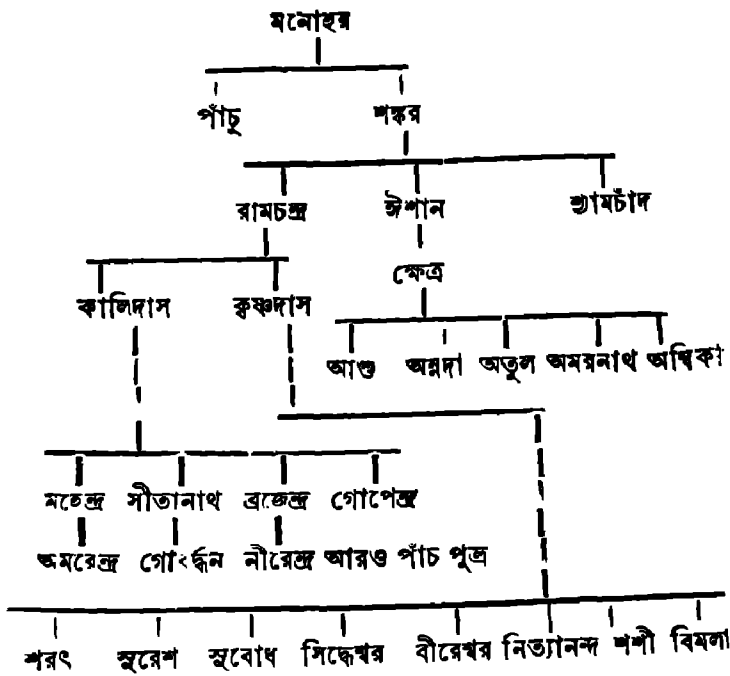 মনোহর
পাঁচু শঙ্কর
রামচন্দ্র ঈশান শ্যামচাঁদ
ক্ষেত্র
কালিদাস কৃষ্ণদাস
আশু অন্নদা অতুল অমরনাথ অম্বিকা
মহেন্দ্র সীতানাথ ব্রজেন্দ্র গোপেন্দ্র
অমরেন্দ্র গোবর্দ্ধন নীরেন্দ্র আরও পাঁচ পুত্র
শরৎ সুরেশ সুবোধ সিদ্ধেশ্বর বীরেশ্বর নিত্যানন্দ শশী বিমলা